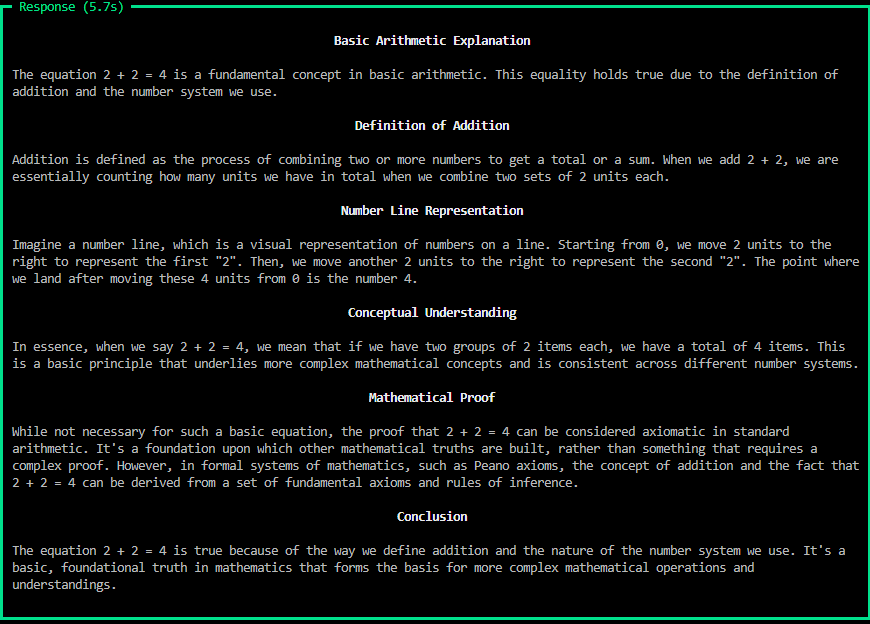 Response (5.7s)
Basic Arithmetic Explanation
The equation 2 + 2 = 4 is a fundamental concept in basic arithmetic. This equality holds true due to the definition of
addition and the number system we use.
Definition of Addition
Addition is defined as the process of combining two or more numbers to get a total or a sum. When we add 2 + 2, we are
essentially counting how many units we have in total when we combine two sets of 2 units each.
Number Line Representation
Imagine a number line, which is a visual representation of numbers on a line. Starting from 0, we move 2 units to the
right to represent the first "2". Then, we move another 2 units to the right to represent the second "2". The point where
we land after moving these 4 units from 0 is the number 4.
Conceptual Understanding
In essence, when we say 2 + 2 = 4, we mean that if we have two groups of 2 items each, we have a total of 4 items. This
is a basic principle that underlies more complex mathematical concepts and is consistent across different number systems.
Mathematical Proof
While not necessary for such a basic equation, the proof that 2 + 2 = 4 can be considered axiomatic in standard
arithmetic. It's a foundation upon which other mathematical truths are built, rather than something that requires a
complex proof. However, in formal systems of mathematics, such as Peano axioms, the concept of addition and the fact that
2 + 2 = 4 can be derived from a set of fundamental axioms and rules of inference.
Conclusion
The equation 2 + 2 = 4 is true because of the way we define addition and the nature of the number system we use. It's a
basic, foundational truth in mathematics that forms the basis for more complex mathematical operations and
understandings.